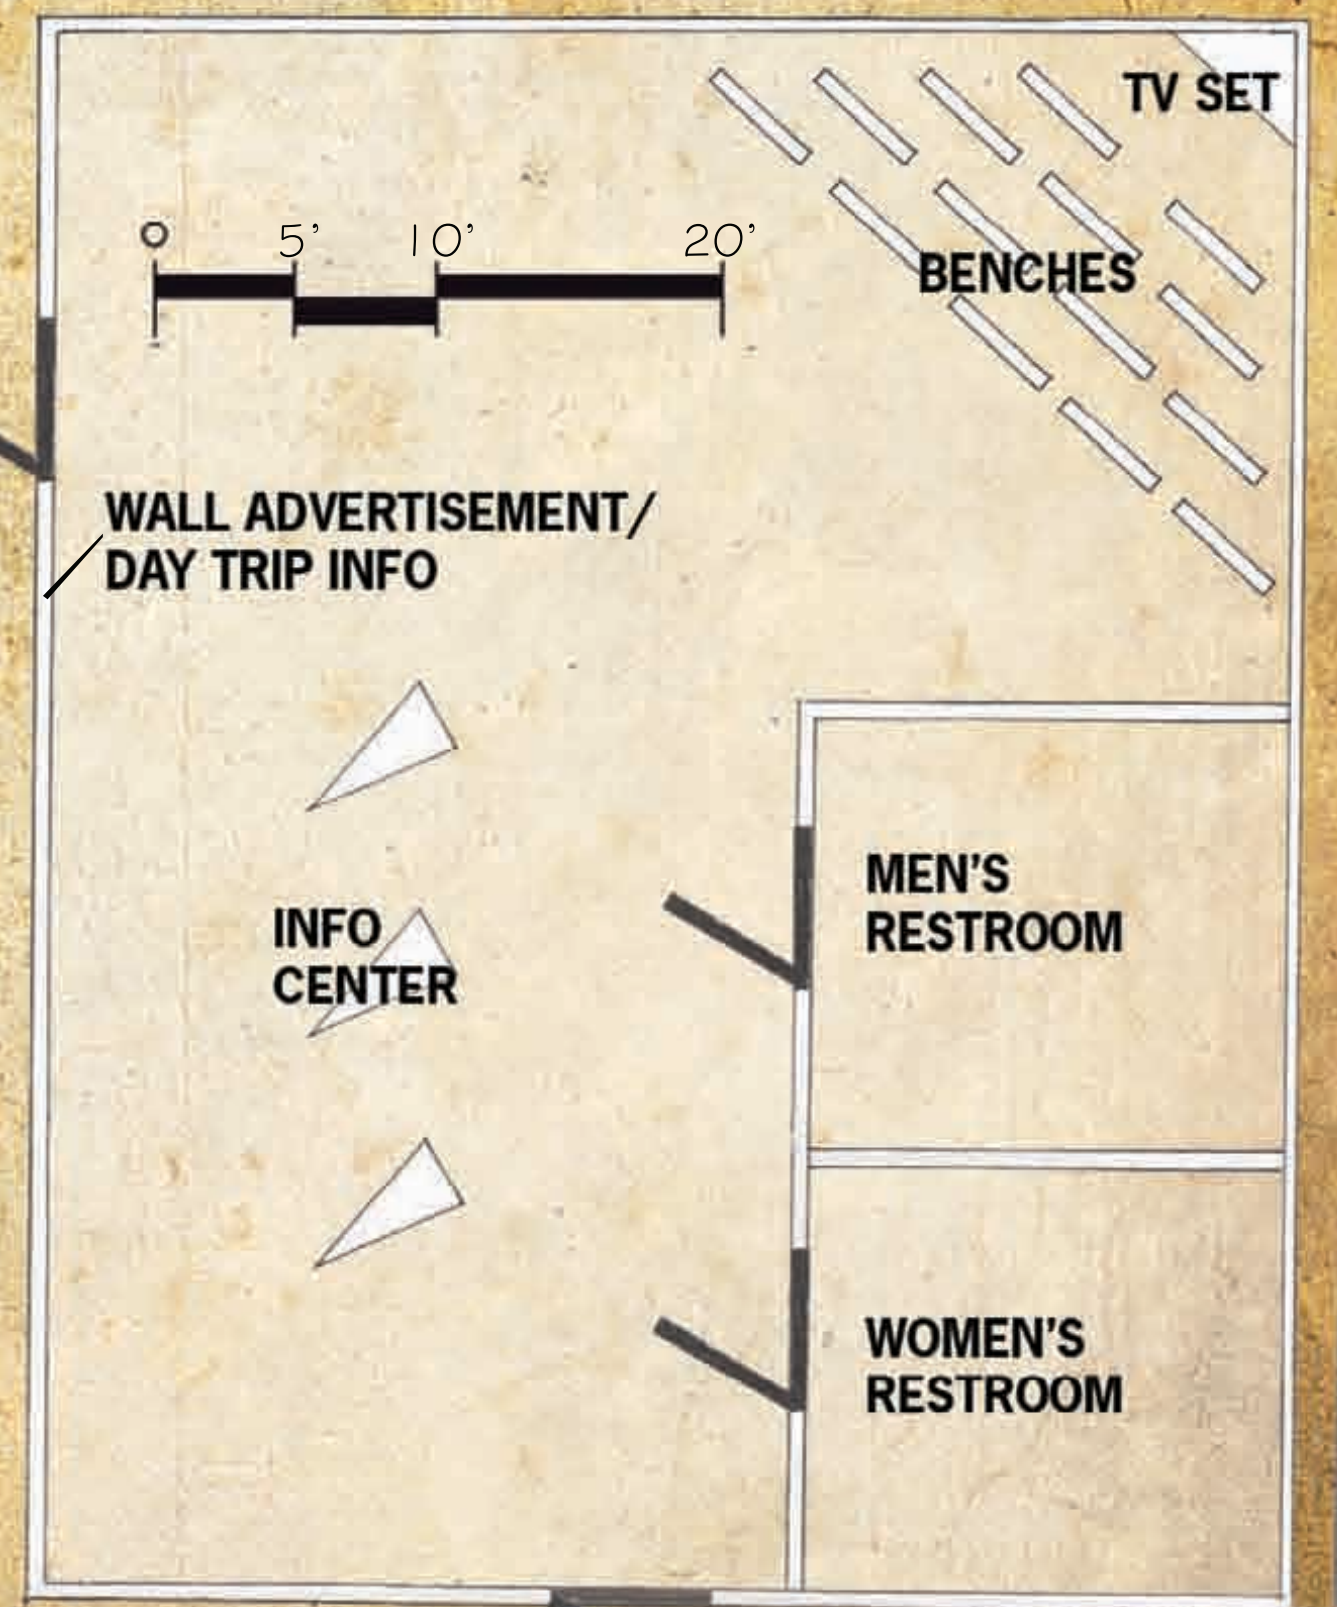 TV SET
0 5' 10' 20'
BENCHES
WALL ADVERTISEMENT/
DAY TRIP INFO
MEN'S
RESTROOM
INFO
CENTER
WOMEN'S
RESTROOM